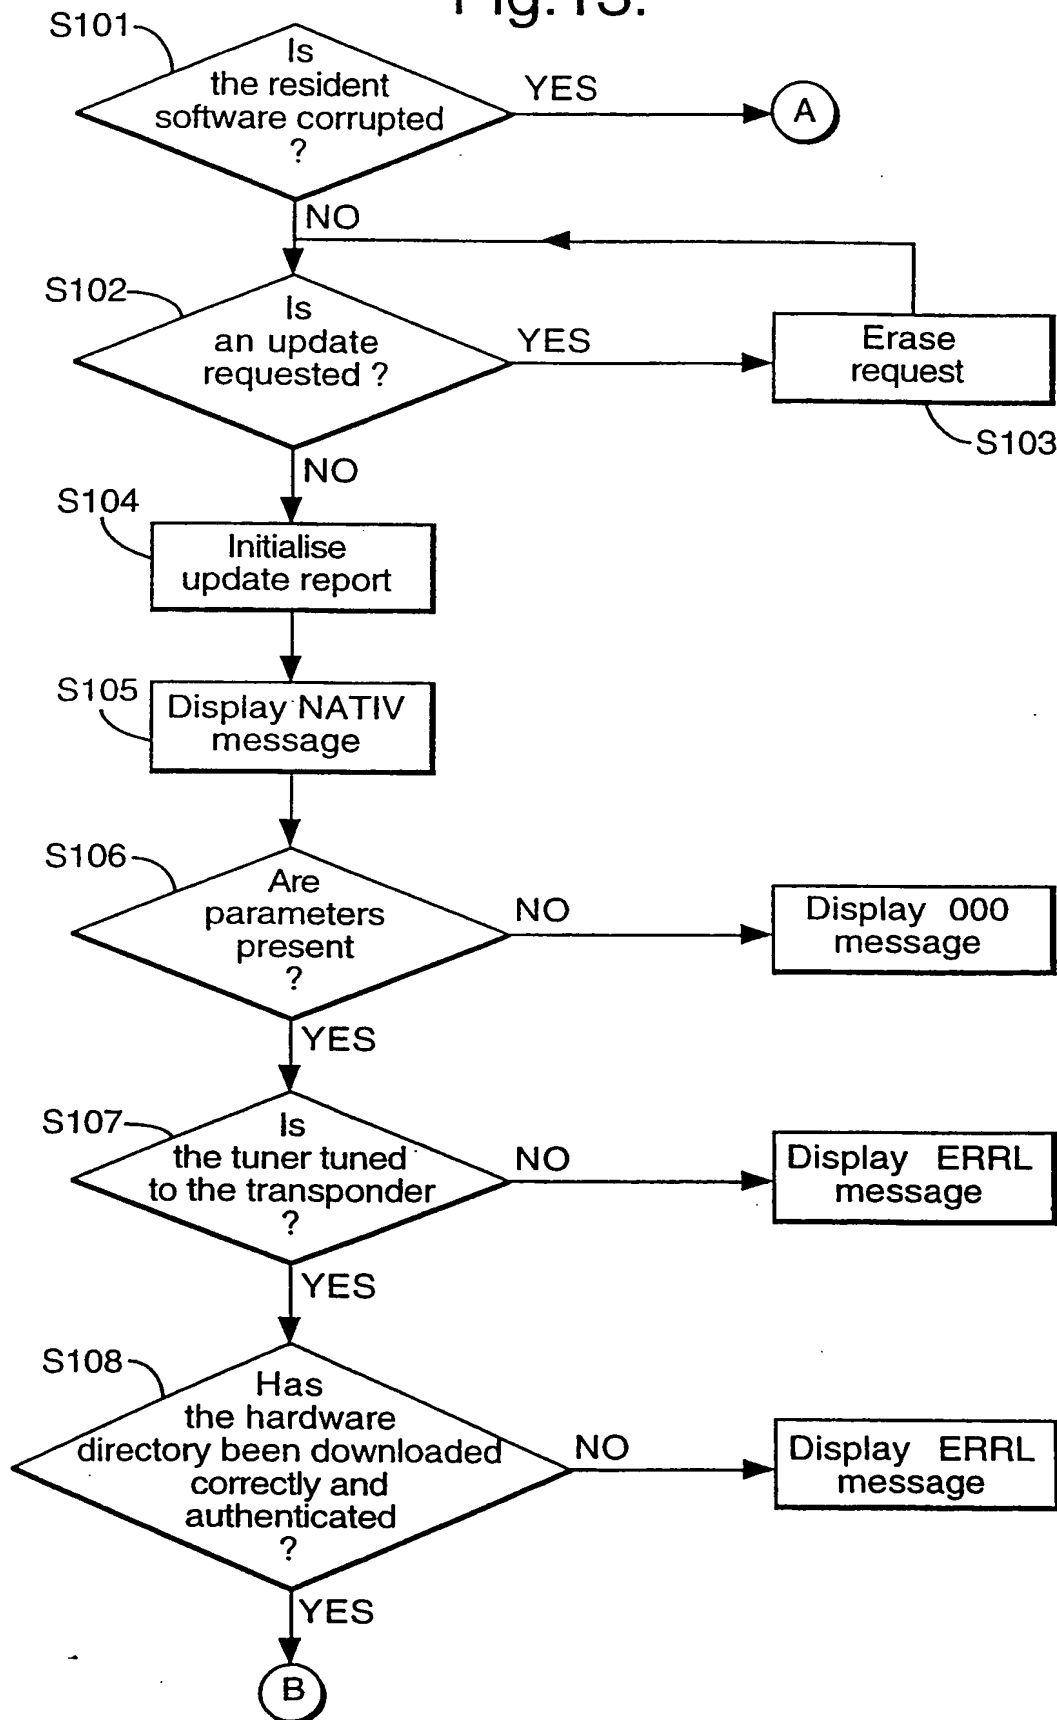 Fig.13.
S101
Is
the resident
software corrupted
?
YES
A
NO
S102
Is
an update
requested ?
YES
Erase
request
S103
NO
S104
Initialise
update report
S105
Display NATIV
message
S106
Are
parameters
present
?
NO
Display 000
message
YES
S107
Is
the tuner tuned
to the transponder
?
NO
Display ERRL
message
YES
S108
Has
the hardware
directory been downloaded
correctly and
authenticated
?
NO
Display ERRL
message
YES
B